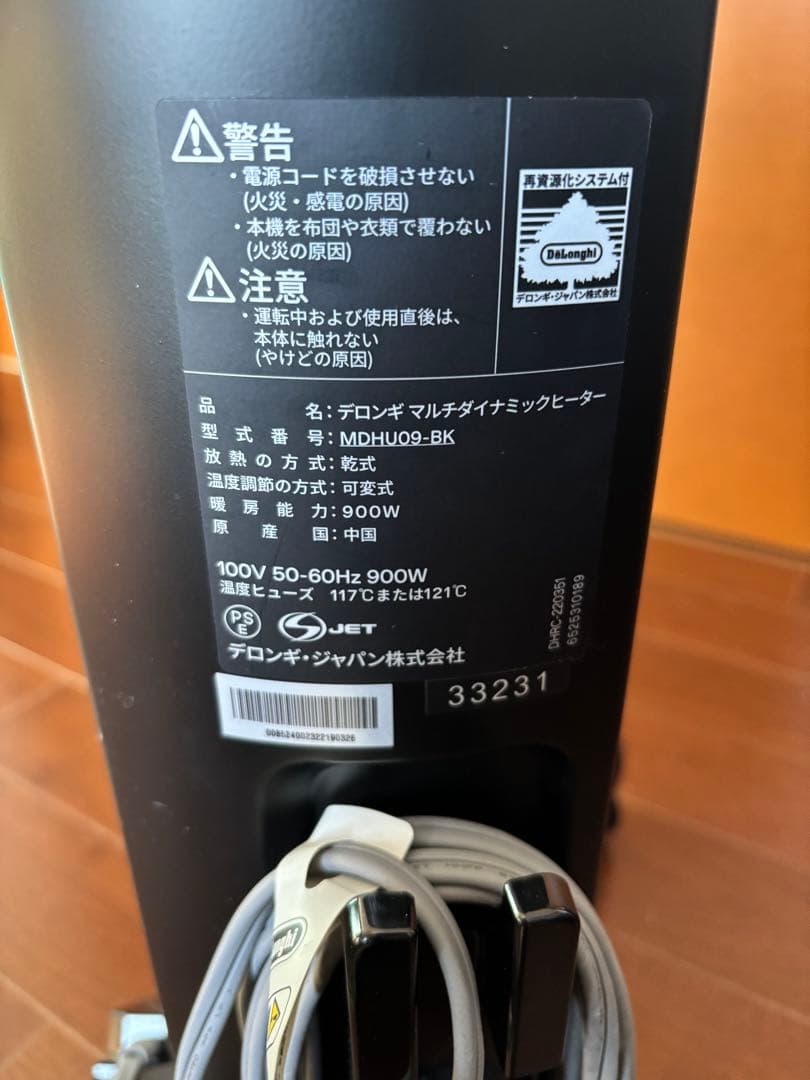 警告
・電源コードを破損させない
(火災・感電の原因)
・本機を布団や衣類で覆わない
(火災の原因)
注意
・運転中および使用直後は、
本体に触れない
(やけどの原因)
再資源化システム付
DeLonghi
デロンギ・ジャパン株式会社
品名：デロンギ マルチダイナミックヒーター
型式番号：MDHU09-BK
放熱の方式：乾式
温度調節の方式：可変式
暖房能力：900W
原産国：中国
100V 50-60Hz 900W
温度ヒューズ 117℃または121℃
PSE
JET
デロンギ・ジャパン株式会社
DHRC-220351
6525310189
33231